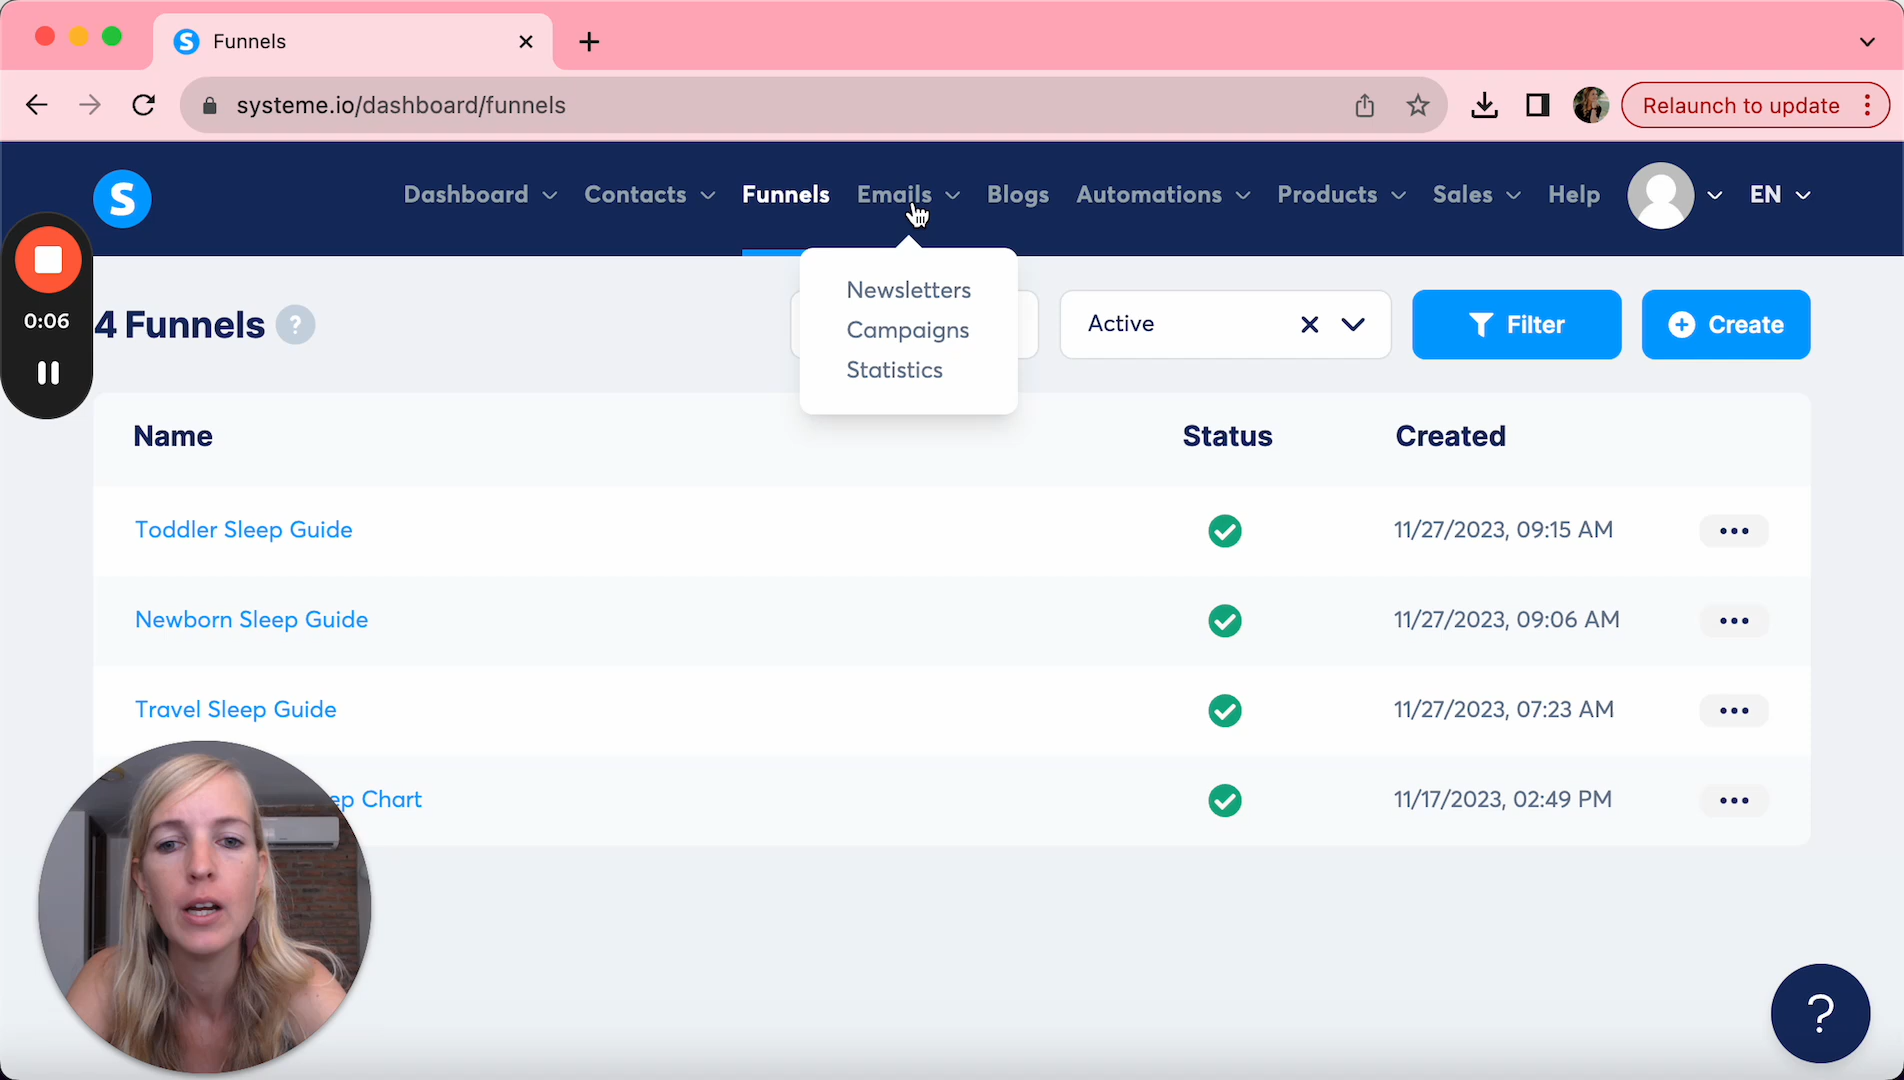 Funnels
systeme.io/dashboard/funnels
Relaunch to update
S
Dashboard
Contacts
Funnels
Emails
Blogs
Automations
Products
Sales
Help
EN
Newsletters
Campaigns
Statistics
0:06
4 Funnels ?
Active
Filter
Create
Name
Status
Created
Toddler Sleep Guide
11/27/2023, 09:15 AM
Newborn Sleep Guide
11/27/2023, 09:06 AM
Travel Sleep Guide
11/27/2023, 07:23 AM
ep Chart
11/17/2023, 02:49 PM
?